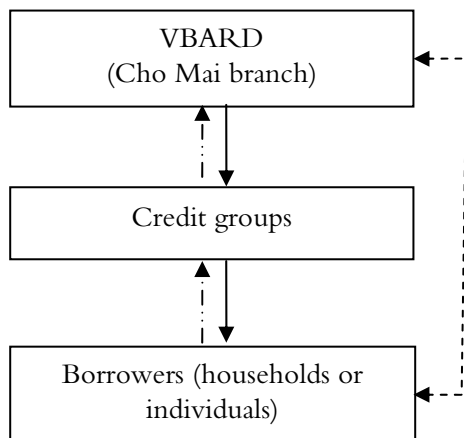 VBARD
(Cho Mai branch)
Credit groups
Borrowers (households or
individuals)